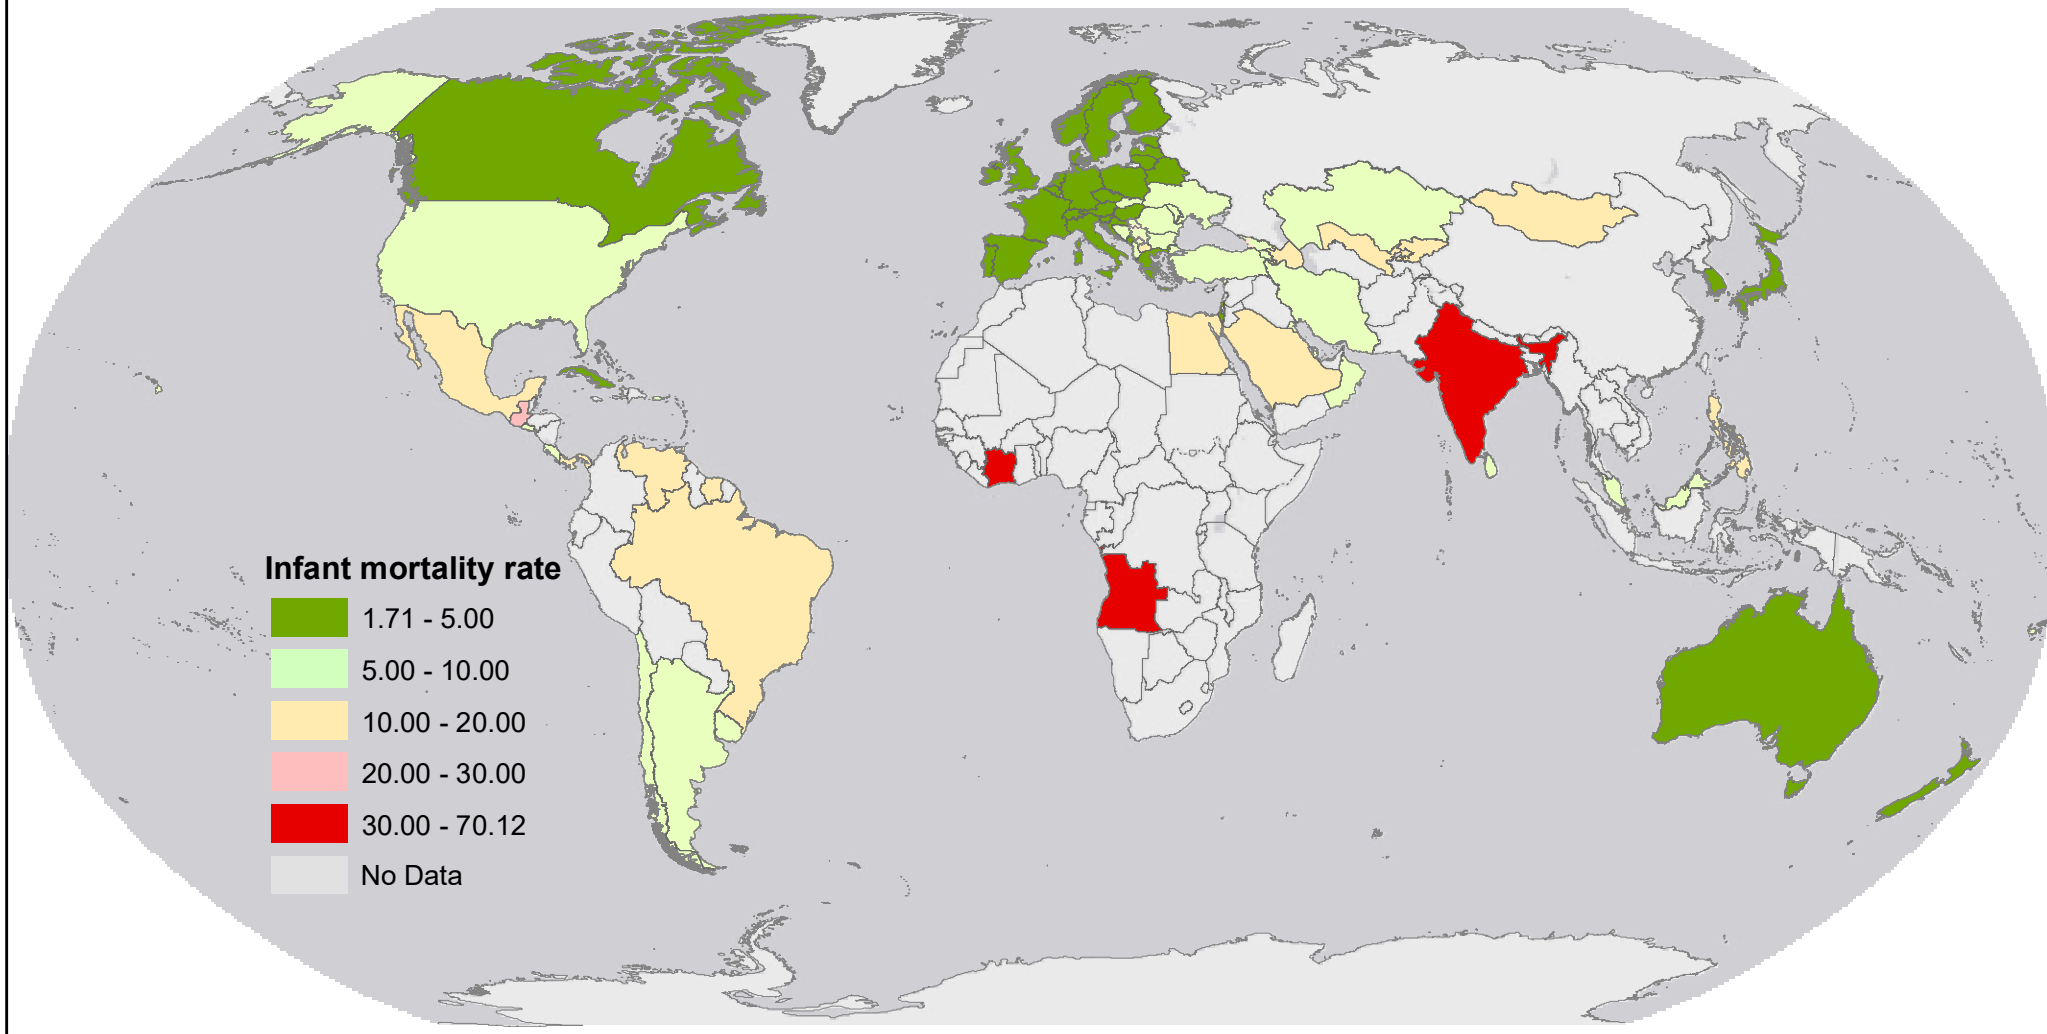 Infant mortality rate
1.71 - 5.00
5.00 - 10.00
10.00 - 20.00
20.00 - 30.00
30.00 - 70.12
No Data